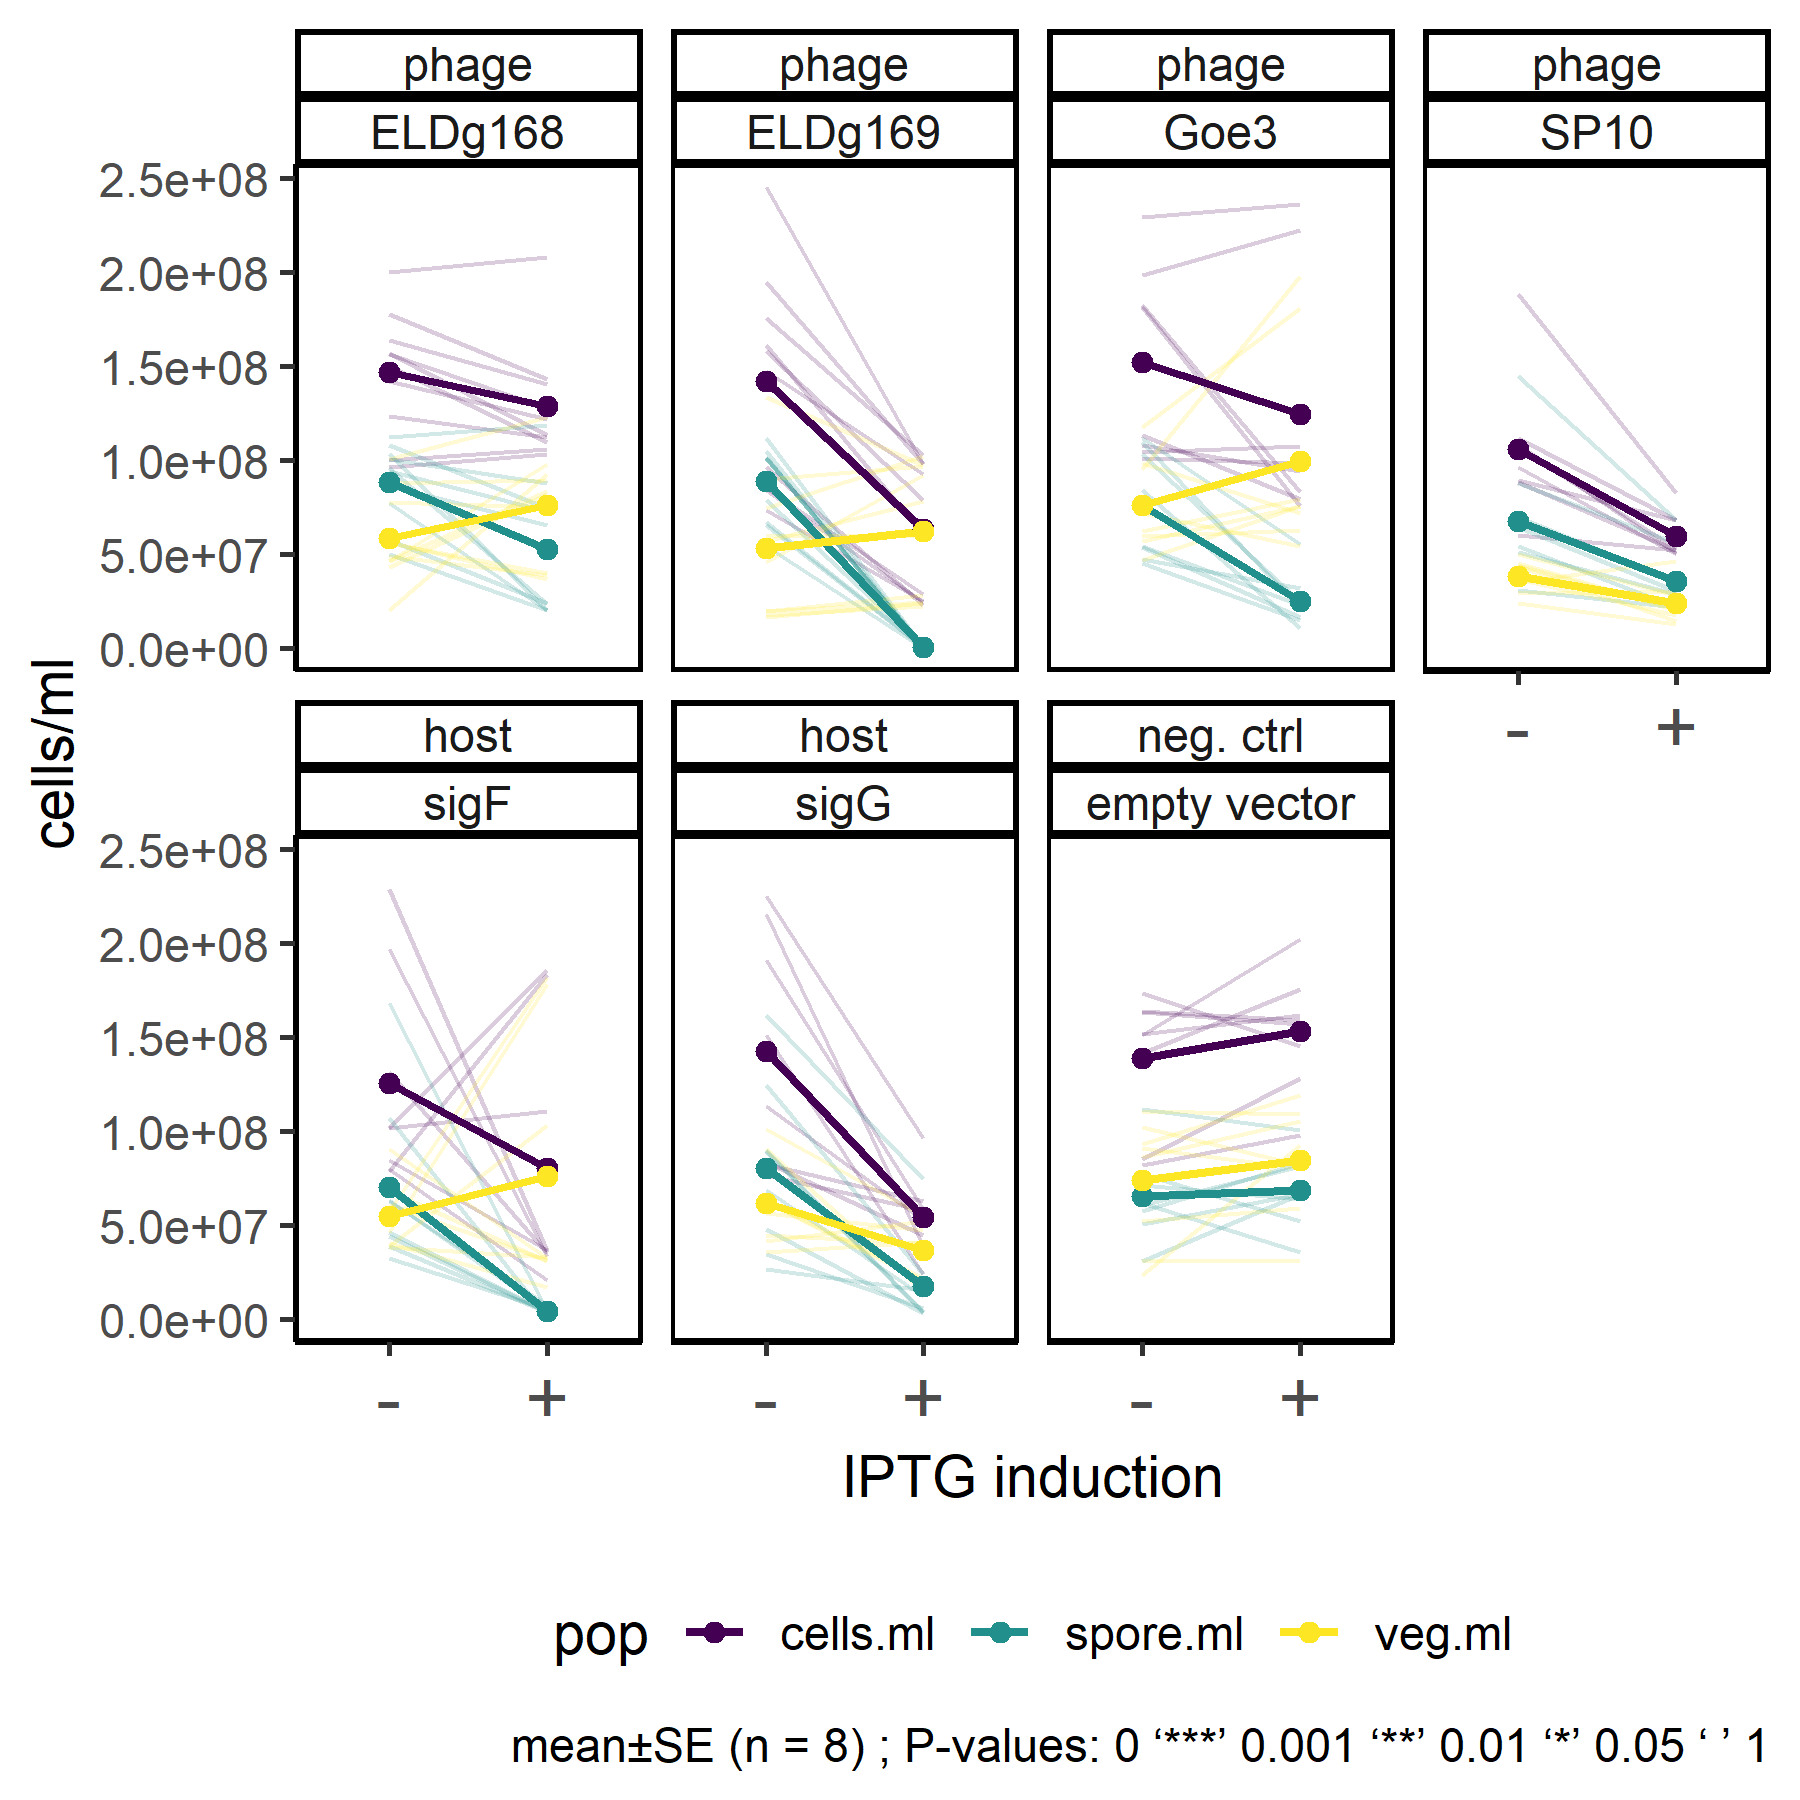 phage phage phage phage
ELDg168 ELDg169 Goe3 SP10
2.5e+08
2.0e+08
1.5e+08
1.0e+08
5.0e+07
0.0e+00
- +
cells/ml
host host neg. ctrl
sigF sigG empty vector
2.5e+08
2.0e+08
1.5e+08
1.0e+08
5.0e+07
0.0e+00
- + - + - +
IPTG induction
pop cells.ml spore.ml veg.ml
mean±SE (n = 8) ; P-values: 0 ‘***’ 0.001 ‘**’ 0.01 ‘*’ 0.05 ‘ ’ 1